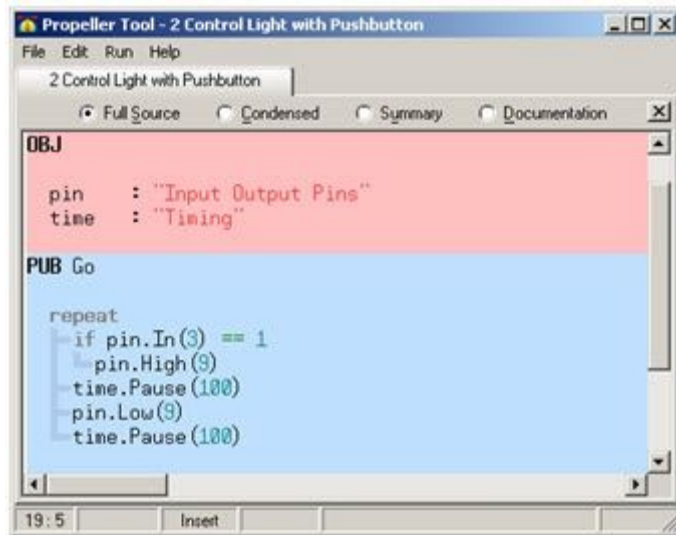 Propeller Tool - 2 Control Light with Pushbutton
File Edit Run Help
2 Control Light with Pushbutton
Full Source Condensed Summary Documentation
OBJ
pin : "Input Output Pins"
time : "Timing"
PUB Go
repeat
if pin.In(3) == 1
pin.High(9)
time.Pause(100)
pin.Low(9)
time.Pause(100)
19:5 Insert